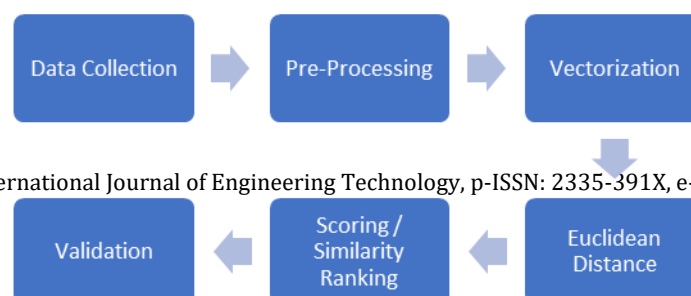 Data Collection
Pre-Processing
Vectorization
ernational Journal of Engineering Technology, p-ISSN: 2335-391X, e-
Validation
Scoring /
Similarity
Ranking
Euclidean
Distance